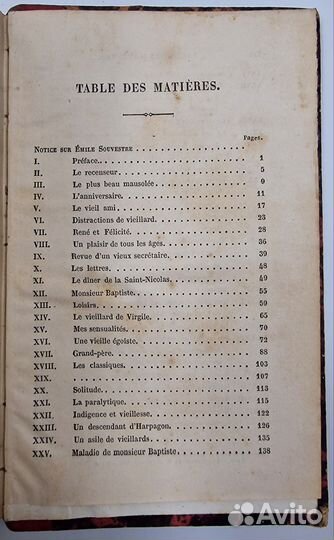 TABLE DES MATIÈRES.
Pages.
NOTICE SUR ÉMILE SOUVESTRE
I. Préface. 1
II. Le recenseur 5
III. Le plus beau mausolée. 9
IV. L'anniversaire. 11
V. Le vieil ami 17
VI. Distractions de vieillard. 23
VII. René et Félicité. 28
VIII. Un plaisir de tous les âges. 36
IX. Revue d'un vieux secrétaire. 39
X. Les lettres. 48
XI. Le dîner de la Saint-Nicolas. 49
XII. Monsieur Baptiste. 55
XIII. Loisirs. 59
XIV. Le vieillard de Virgile. 65
XV. Mes sensualités. 70
XVI. Une vieille égoïste 72
XVII. Grand-père. 88
XVIII. Les classiques. 103
XIX. 107
XX. Solitude. 113
XXI. La paralytique. 115
XXII. Indigence et vieillesse. 122
XXIII. Un descendant d'Harpagon. 126
XXIV. Un asile de vieillards. 135
XXV. Maladie de monsieur Baptiste. 138
Avito